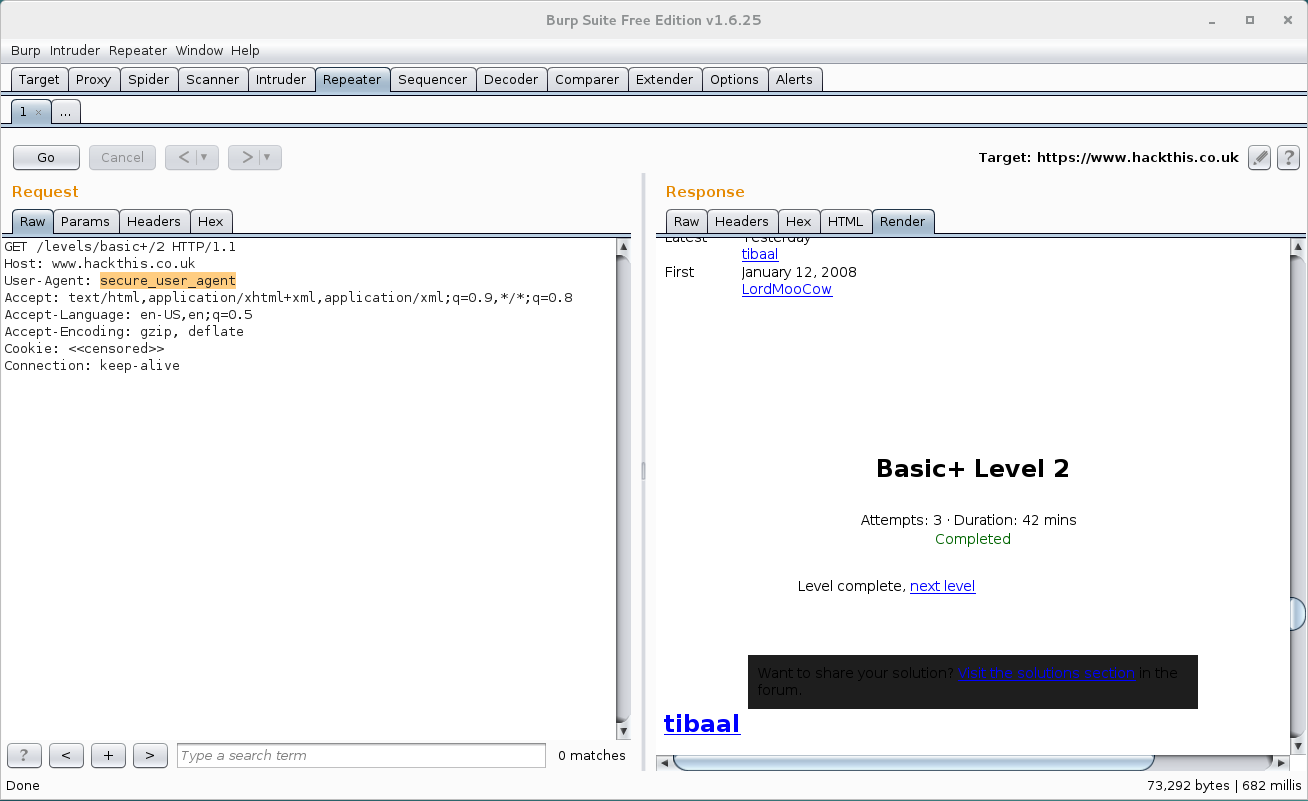 Burp Suite Free Edition v1.6.25
Burp Intruder Repeater Window Help
Target Proxy Spider Scanner Intruder Repeater Sequencer Decoder Comparer Extender Options Alerts
1 × ...
Go Cancel < ▼ > ▼ Target: https://www.hackthis.co.uk ?
Request
Raw Params Headers Hex
GET /levels/basic+/2 HTTP/1.1
Host: www.hackthis.co.uk
User-Agent: secure_user_agent
Accept: text/html,application/xhtml+xml,application/xml;q=0.9,*/*;q=0.8
Accept-Language: en-US,en;q=0.5
Accept-Encoding: gzip, deflate
Cookie: <<censored>>
Connection: keep-alive
? < + > Type a search term 0 matches
Response
Raw Headers Hex HTML Render
Latest Yesterday
tibaal
First January 12, 2008
LordMooCow
Basic+ Level 2
Attempts: 3 · Duration: 42 mins
Completed
Level complete, next level
Want to share your solution? Visit the solutions section in the
forum.
tibaal
Done 73,292 bytes | 682 millis